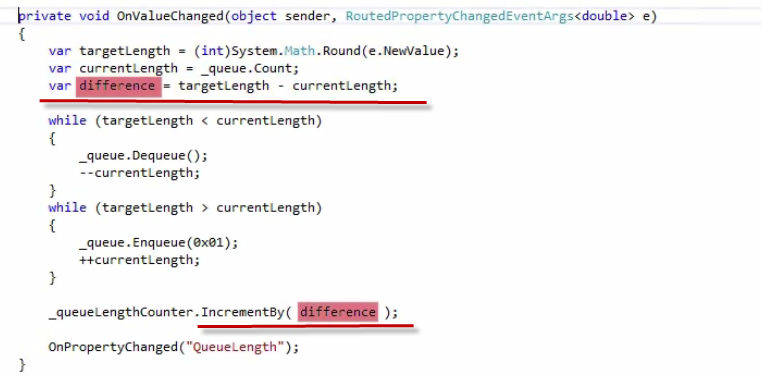 private void OnValueChanged(object sender, RoutedPropertyChangedEventArgs<double> e)
{
    var targetLength = (int)System.Math.Round(e.NewValue);
    var currentLength = _queue.Count;
    var difference = targetLength - currentLength;
    while (targetLength < currentLength)
    {
        _queue.Dequeue();
        --currentLength;
    }
    while (targetLength > currentLength)
    {
        _queue.Enqueue(0x01);
        ++currentLength;
    }
    _queueLengthCounter.IncrementBy( difference );
    OnPropertyChanged("QueueLength");
}